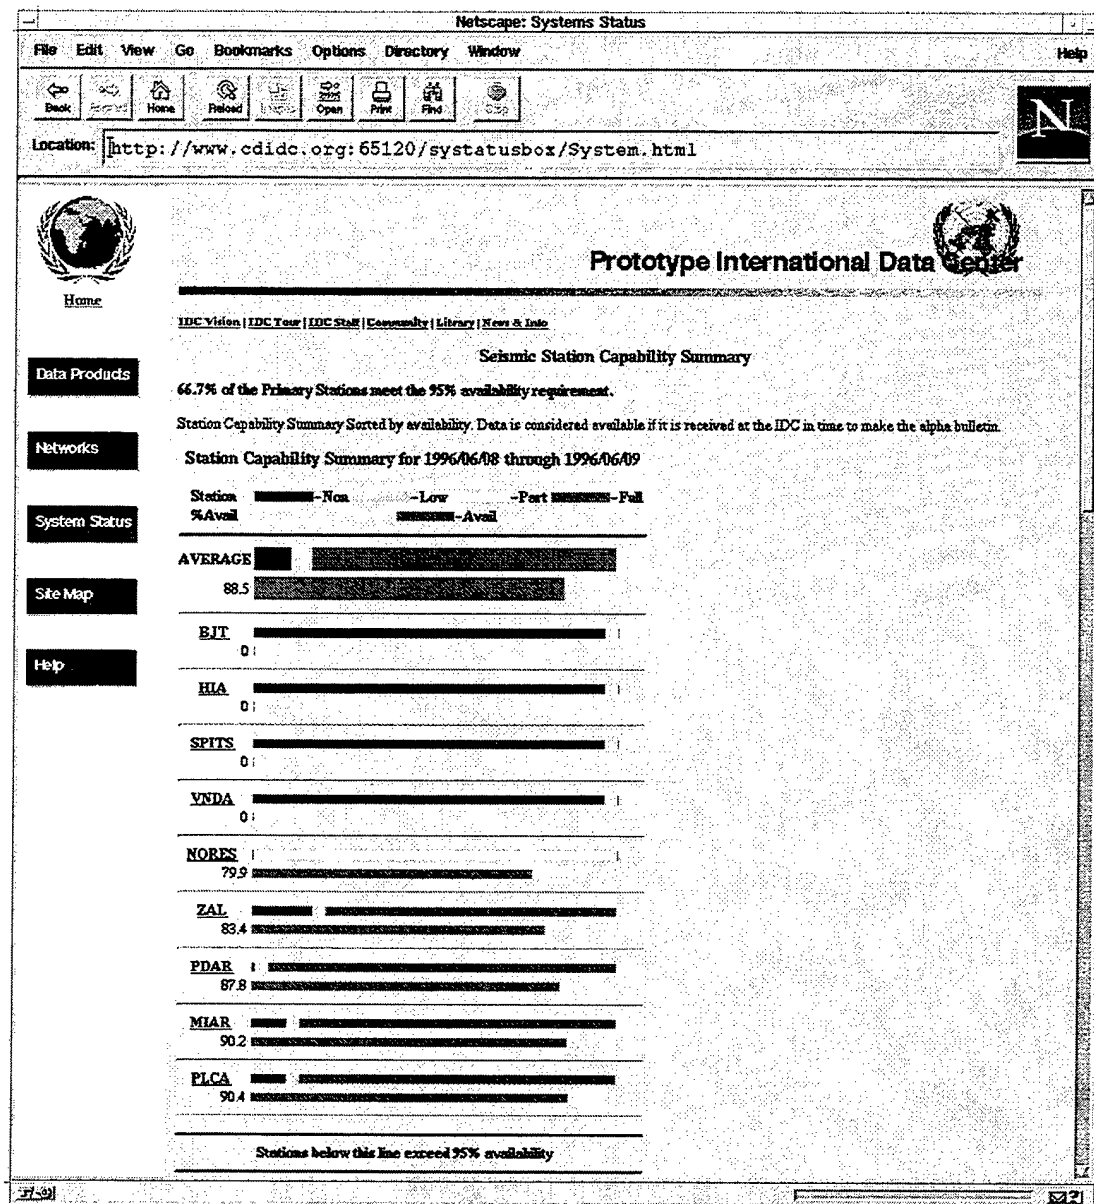 Netscape: Systems Status
File Edit View Go Bookmarks Options Directory Window Help
Back Home Reload Open Print Find
Location: http://www.cdidc.org:65120/systatusbox/System.html
N
Prototype International Data Center
Home
IDC Vision | IDC Tour | IDC Staff | Community | Library | News & Info
Seismic Station Capability Summary
Data Products
66.7% of the Primary Stations meet the 95% availability requirement.
Station Capability Summary Sorted by availability. Data is considered available if it is received at the IDC in time to make the alpha bulletin.
Networks
Station Capability Summary for 1996/06/08 through 1996/06/09
Station -Non -Low -Part -Full
%Avail -Avail
System Status
AVERAGE
88.5
Site Map
BJT
0
Help
HIA
0
SPITS
0
VNDA
0
NORES
79.9
ZAL
83.4
PDAR
87.8
MIAR
90.2
PLCA
90.4
Stations below this line exceed 95% availability